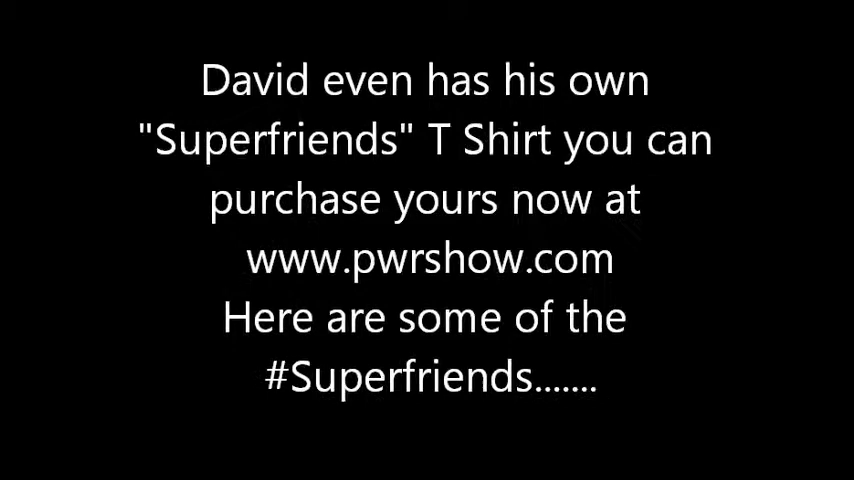 David even has his own
"Superfriends" T Shirt you can
purchase yours now at
www.pwrshow.com
Here are some of the
#Superfriends.......